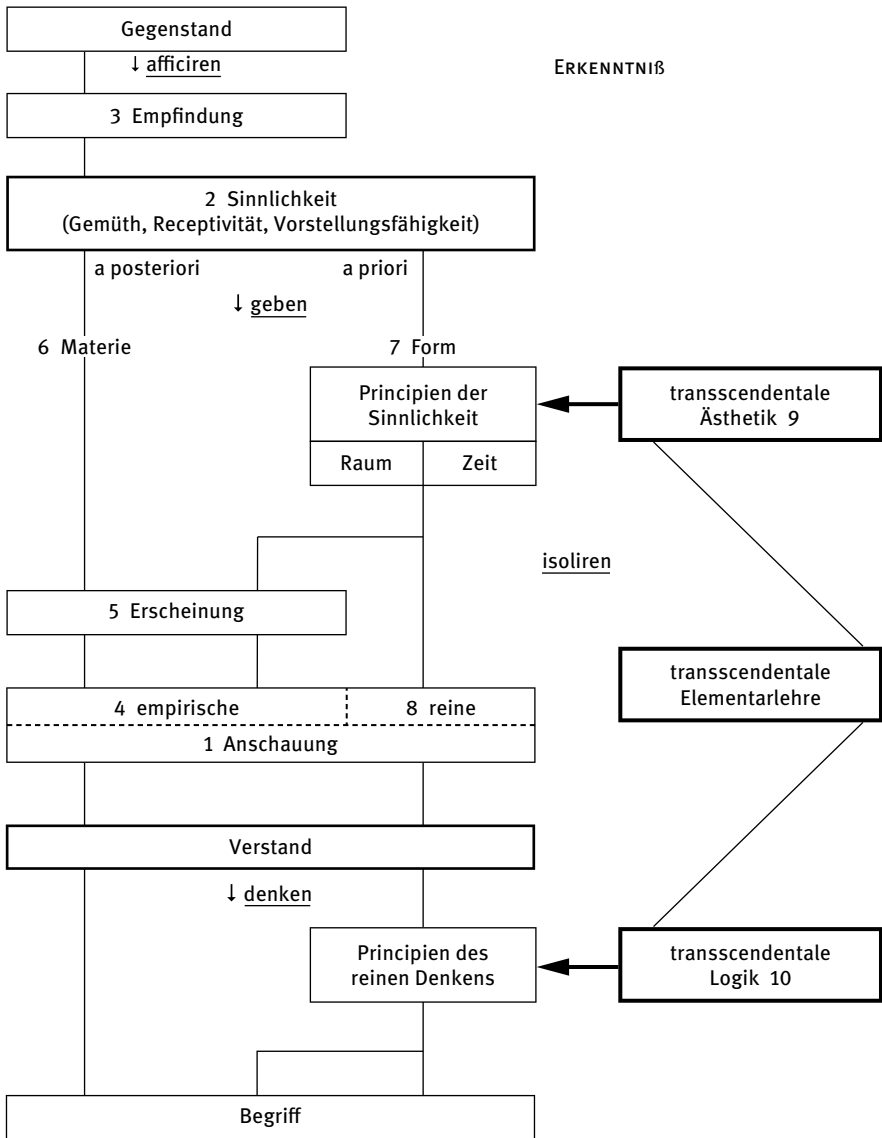 Gegenstand
↓ afficiren
ERKENNTNIß
3 Empfindung
2 Sinnlichkeit
(Gemüth, Receptivität, Vorstellungsfähigkeit)
a posteriori
a priori
↓ geben
6 Materie
7 Form
Principien der
Sinnlichkeit
transscendentale
Ästhetik 9
Raum
Zeit
isoliren
5 Erscheinung
transscendentale
Elementarlehre
4 empirische
8 reine
1 Anschauung
Verstand
↓ denken
Principien des
reinen Denkens
transscendentale
Logik 10
Begriff